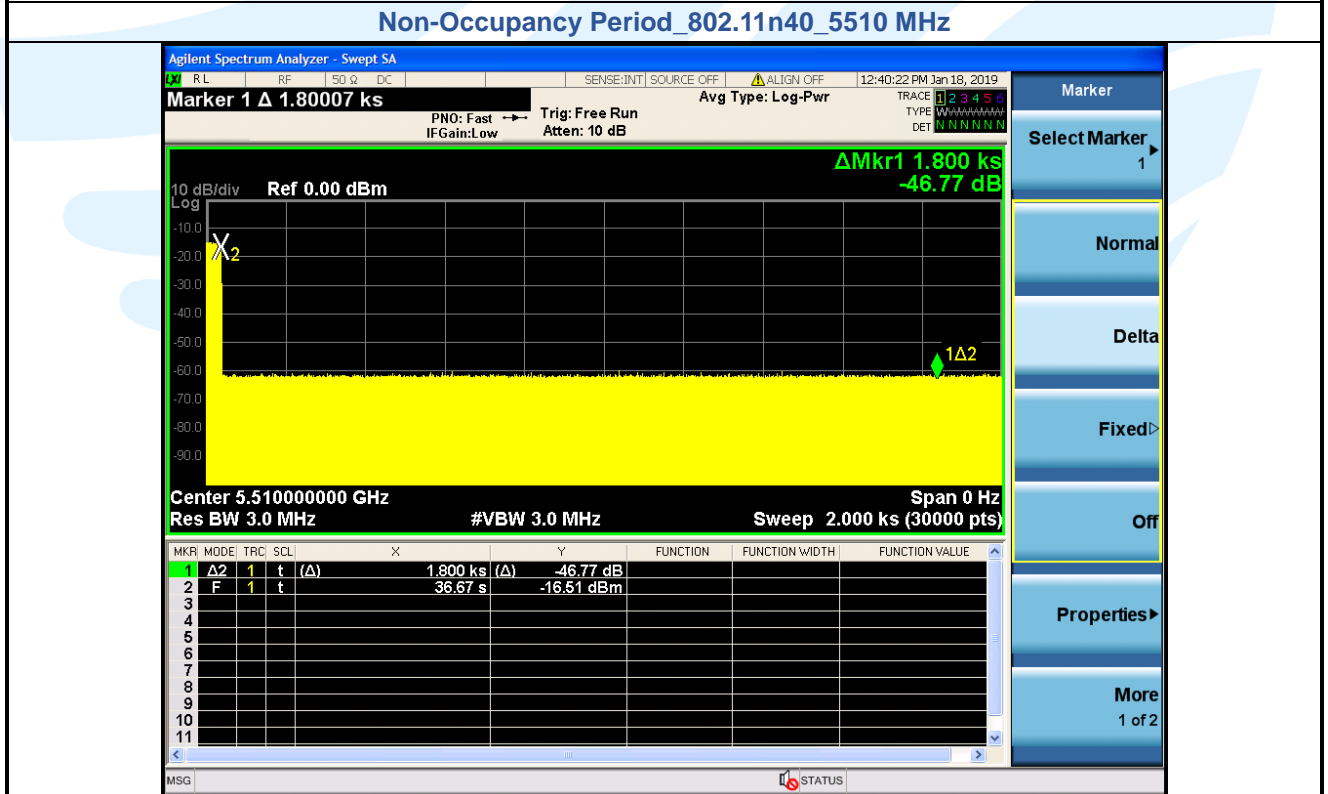 Non-Occupancy Period_802.11n40_5510 MHz
Agilent Spectrum Analyzer - Swept SA
LXI RL RF 50 Ω DC SENSE:INT SOURCE OFF ALIGN OFF 12:40:22 PM Jan 18, 2019
Marker 1 Δ 1.80007 ks
PNO: Fast
IFGain:Low
Trig: Free Run
Atten: 10 dB
Avg Type: Log-Pwr
TRACE 1 2 3 4 5 6
TYPE
DET N N N N N N
ΔMkr1 1.800 ks
-46.77 dB
10 dB/div Ref 0.00 dBm
Log
-10.0
-20.0
-30.0
-40.0
-50.0
-60.0
-70.0
-80.0
-90.0
2
1Δ2
Center 5.510000000 GHz Span 0 Hz
Res BW 3.0 MHz #VBW 3.0 MHz Sweep 2.000 ks (30000 pts)
MKR MODE TRC SCL X Y FUNCTION FUNCTION WIDTH FUNCTION VALUE
1 Δ2 1 t (Δ) 1.800 ks (Δ) -46.77 dB
2 F 1 t 36.67 s -16.51 dBm
3
4
5
6
7
8
9
10
11
MSG STATUS
Marker
Select Marker
1
Normal
Delta
Fixed
Off
Properties
More
1 of 2